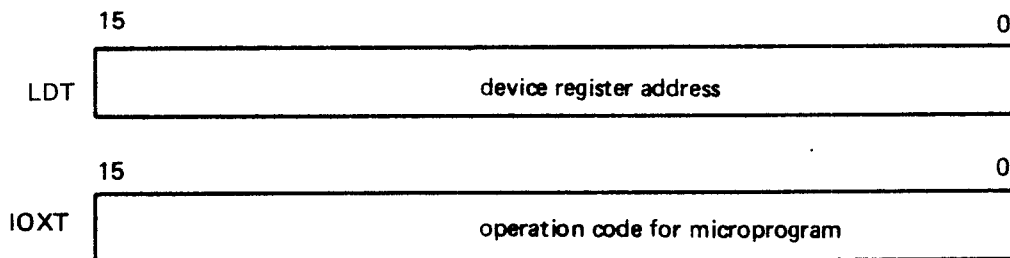 15 0
LDT device register address
15 0
IOXT operation code for microprogram